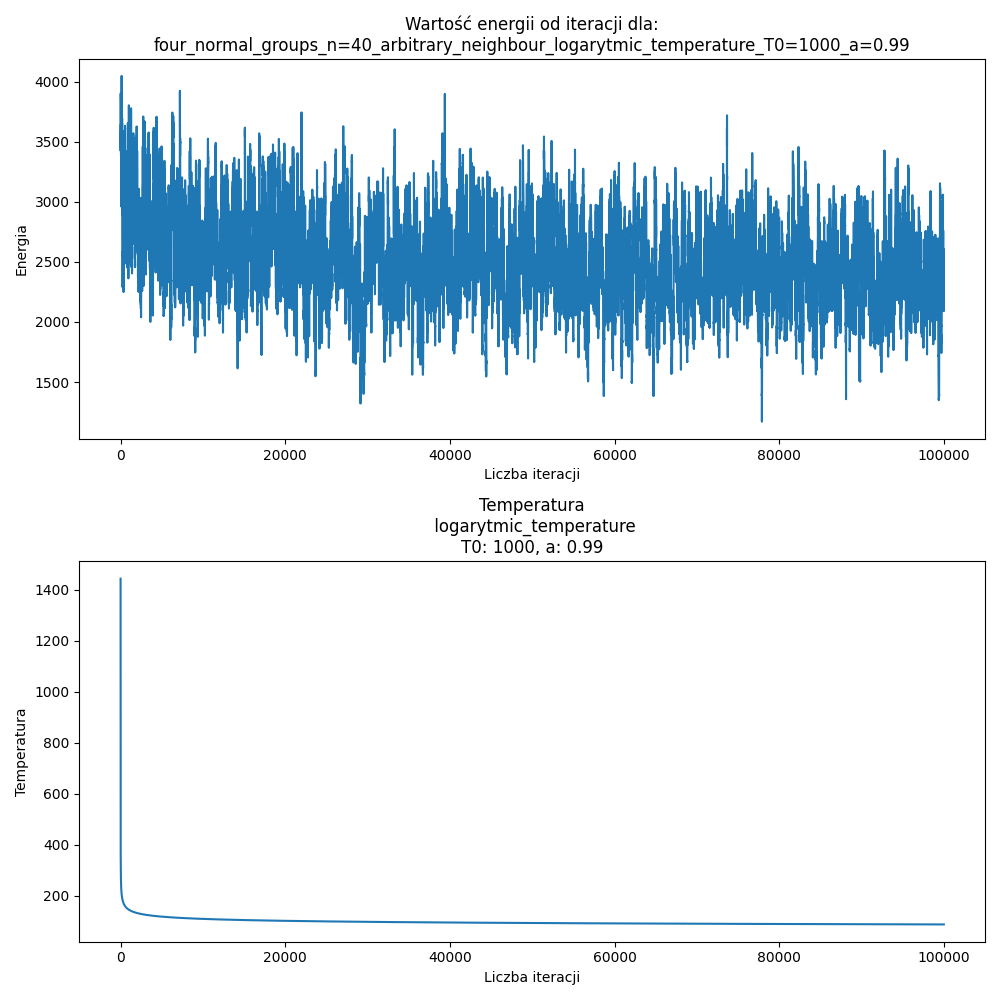 Wartość energii od iteracji dla:
four_normal_groups_n=40_arbitrary_neighbour_logarytmic_temperature_T0=1000_a=0.99
4000
3500
3000
2500
2000
1500
Energia
0 20000 40000 60000 80000 100000
Liczba iteracji
Temperatura
logarytmic_temperature
T0: 1000, a: 0.99
1400
1200
1000
800
600
400
200
Temperatura
0 20000 40000 60000 80000 100000
Liczba iteracji